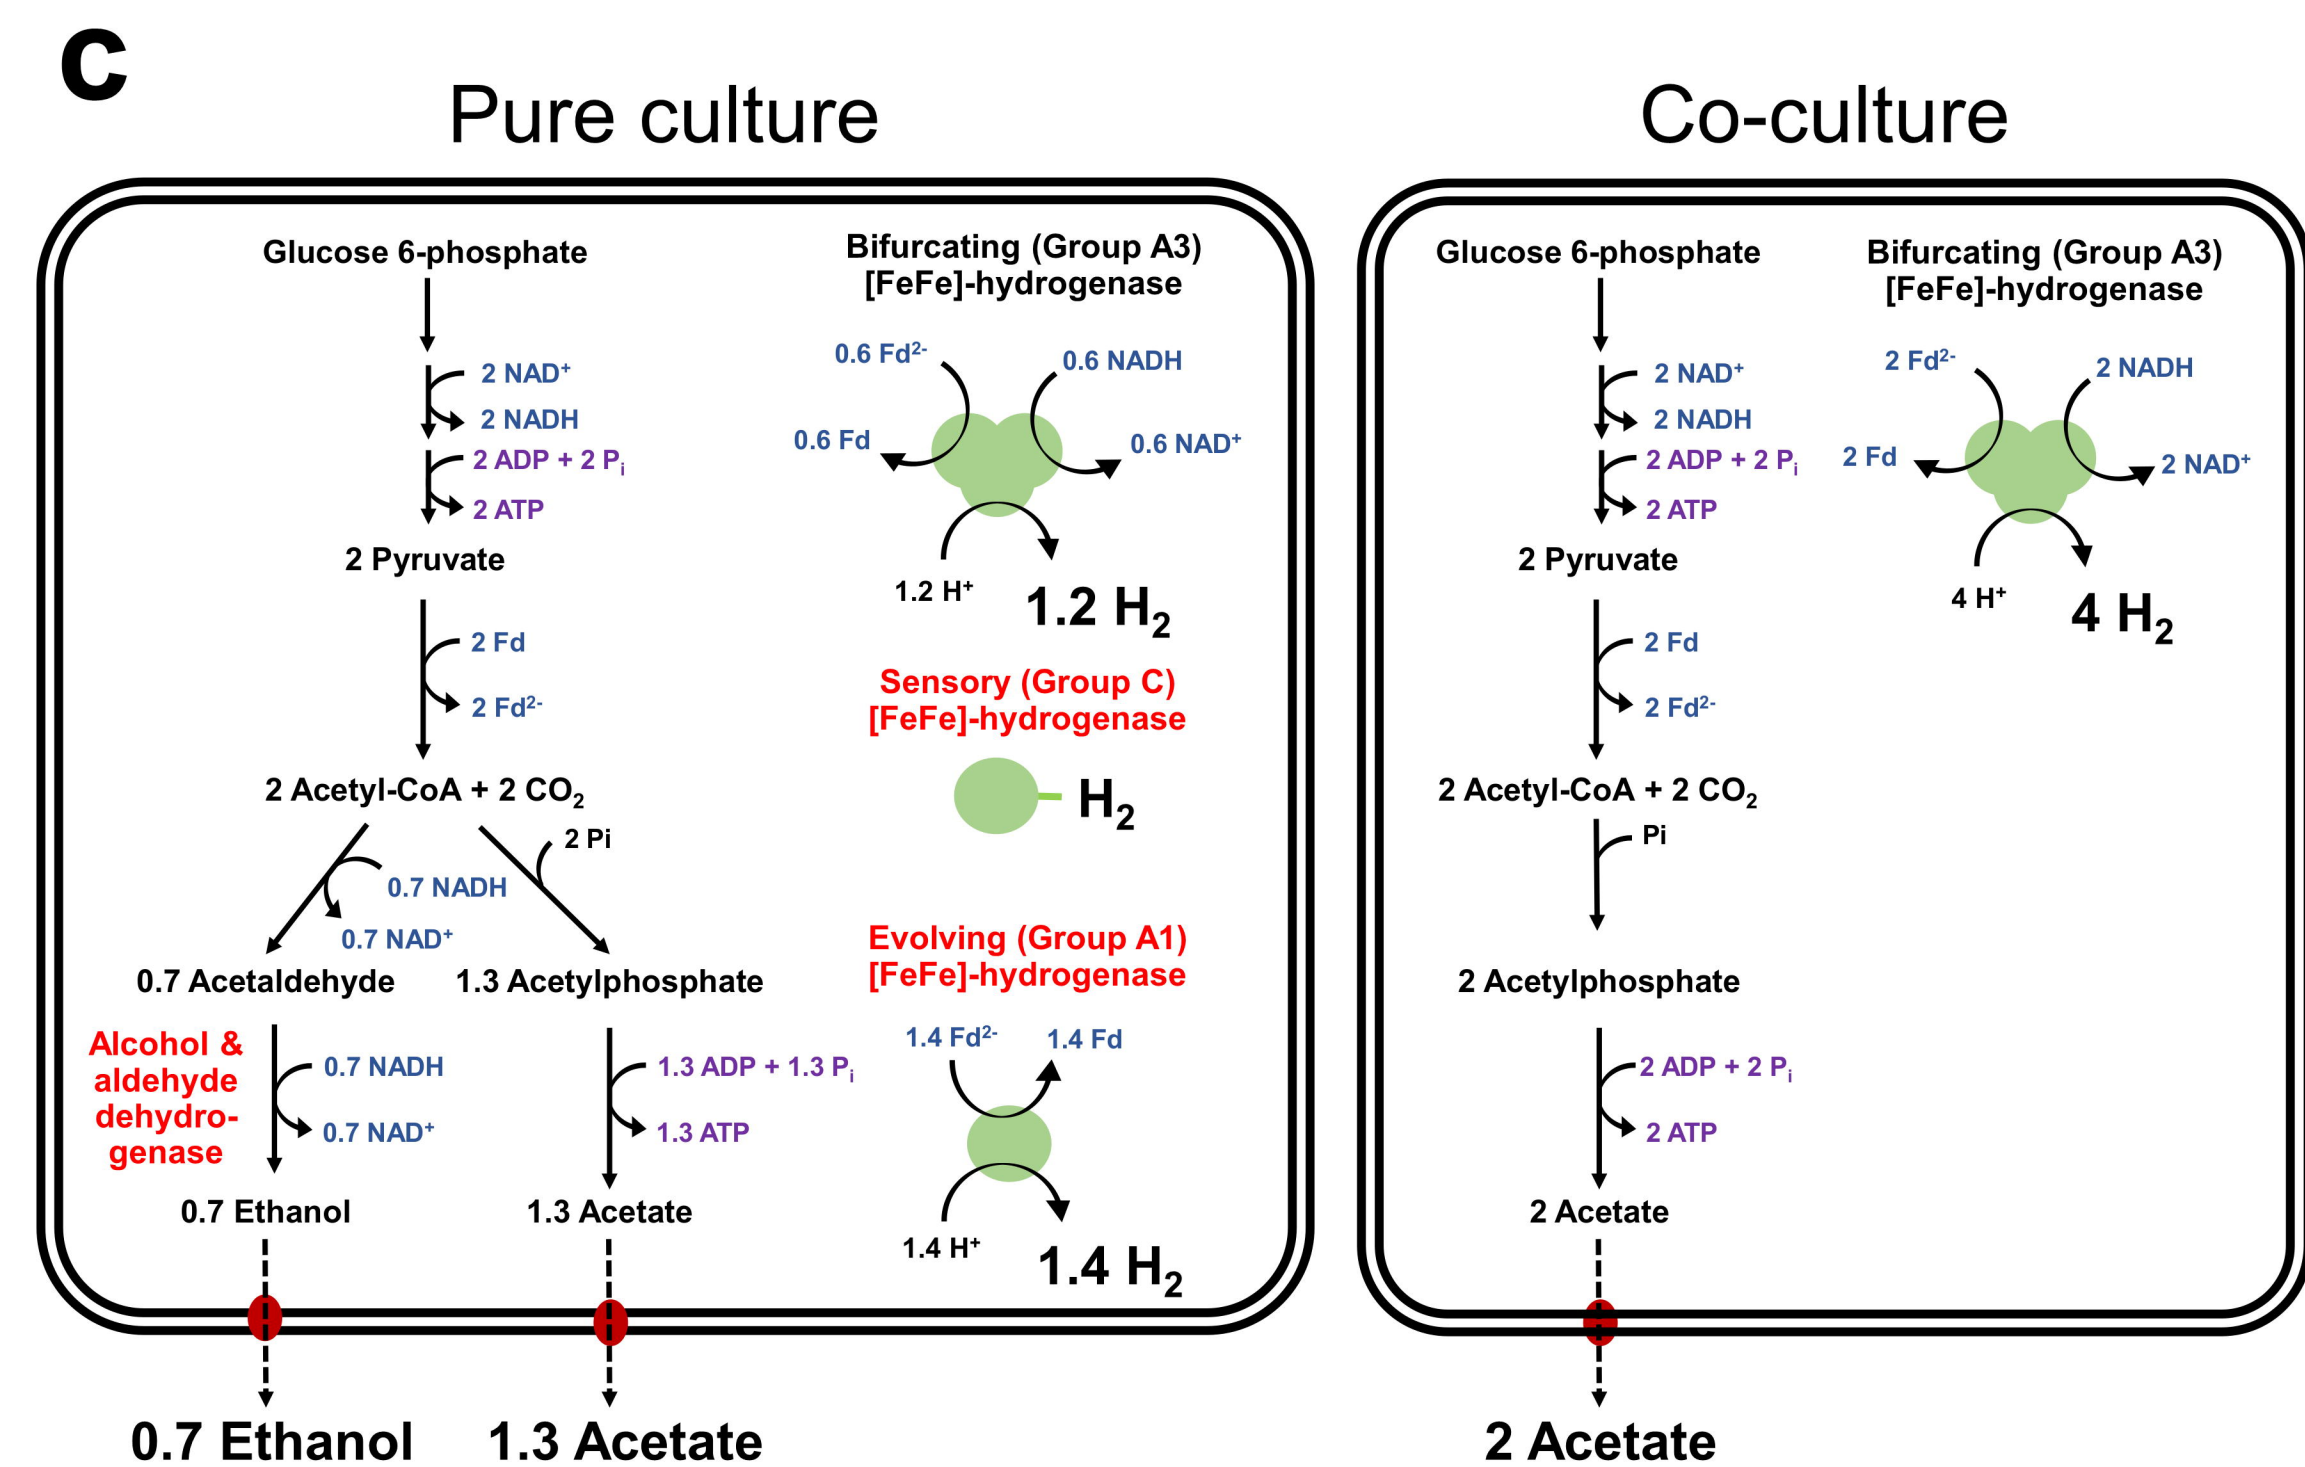 c
Pure culture
Glucose 6-phosphate
2 NAD⁺
2 NADH
2 ADP + 2 Pᵢ
2 ATP
2 Pyruvate
2 Fd
2 Fd²⁻
2 Acetyl-CoA + 2 CO₂
2 Pi
0.7 NADH
0.7 NAD⁺
0.7 Acetaldehyde
1.3 Acetylphosphate
Alcohol &
aldehyde
dehydro-
genase
0.7 NADH
0.7 NAD⁺
1.3 ADP + 1.3 Pᵢ
1.3 ATP
0.7 Ethanol
1.3 Acetate
0.7 Ethanol
1.3 Acetate
Bifurcating (Group A3)
[FeFe]-hydrogenase
0.6 Fd²⁻
0.6 NADH
0.6 Fd
0.6 NAD⁺
1.2 H⁺
1.2 H₂
Sensory (Group C)
[FeFe]-hydrogenase
H₂
Evolving (Group A1)
[FeFe]-hydrogenase
1.4 Fd²⁻
1.4 Fd
1.4 H⁺
1.4 H₂
Co-culture
Glucose 6-phosphate
2 NAD⁺
2 NADH
2 ADP + 2 Pᵢ
2 ATP
2 Pyruvate
2 Fd
2 Fd²⁻
2 Acetyl-CoA + 2 CO₂
Pi
2 Acetylphosphate
2 ADP + 2 Pᵢ
2 ATP
2 Acetate
2 Acetate
Bifurcating (Group A3)
[FeFe]-hydrogenase
2 Fd²⁻
2 NADH
2 Fd
2 NAD⁺
4 H⁺
4 H₂